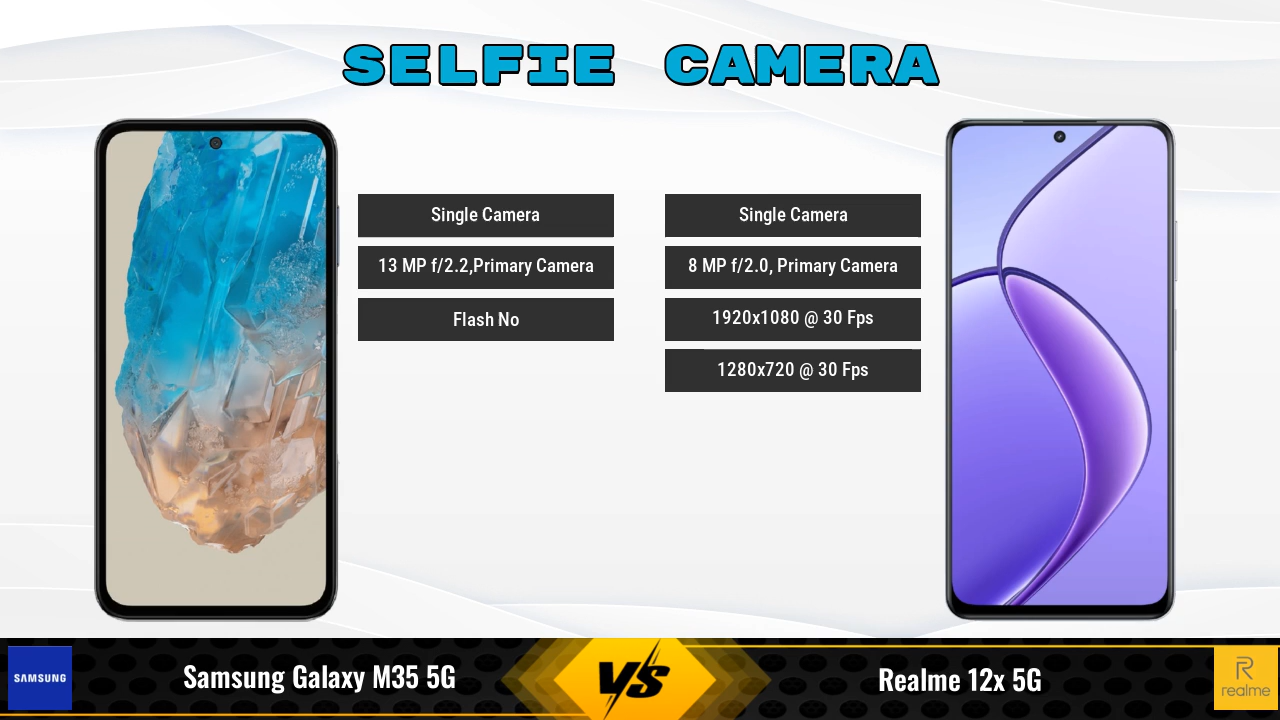 SELFIE CAMERA
Single Camera
13 MP f/2.2,Primary Camera
Flash No
Single Camera
8 MP f/2.0, Primary Camera
1920x1080 @ 30 Fps
1280x720 @ 30 Fps
SAMSUNG
Samsung Galaxy M35 5G
VS
Realme 12x 5G
R
realme